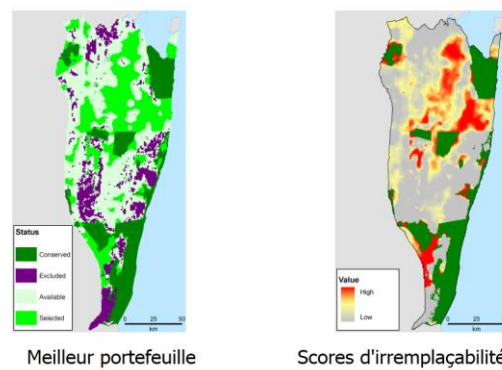 Status
Conserved
Excluded
Available
Selected
0 25 50
km
Value
High
Low
0 25
km
Meilleur portefeuille
Scores d'irremplaçabilité